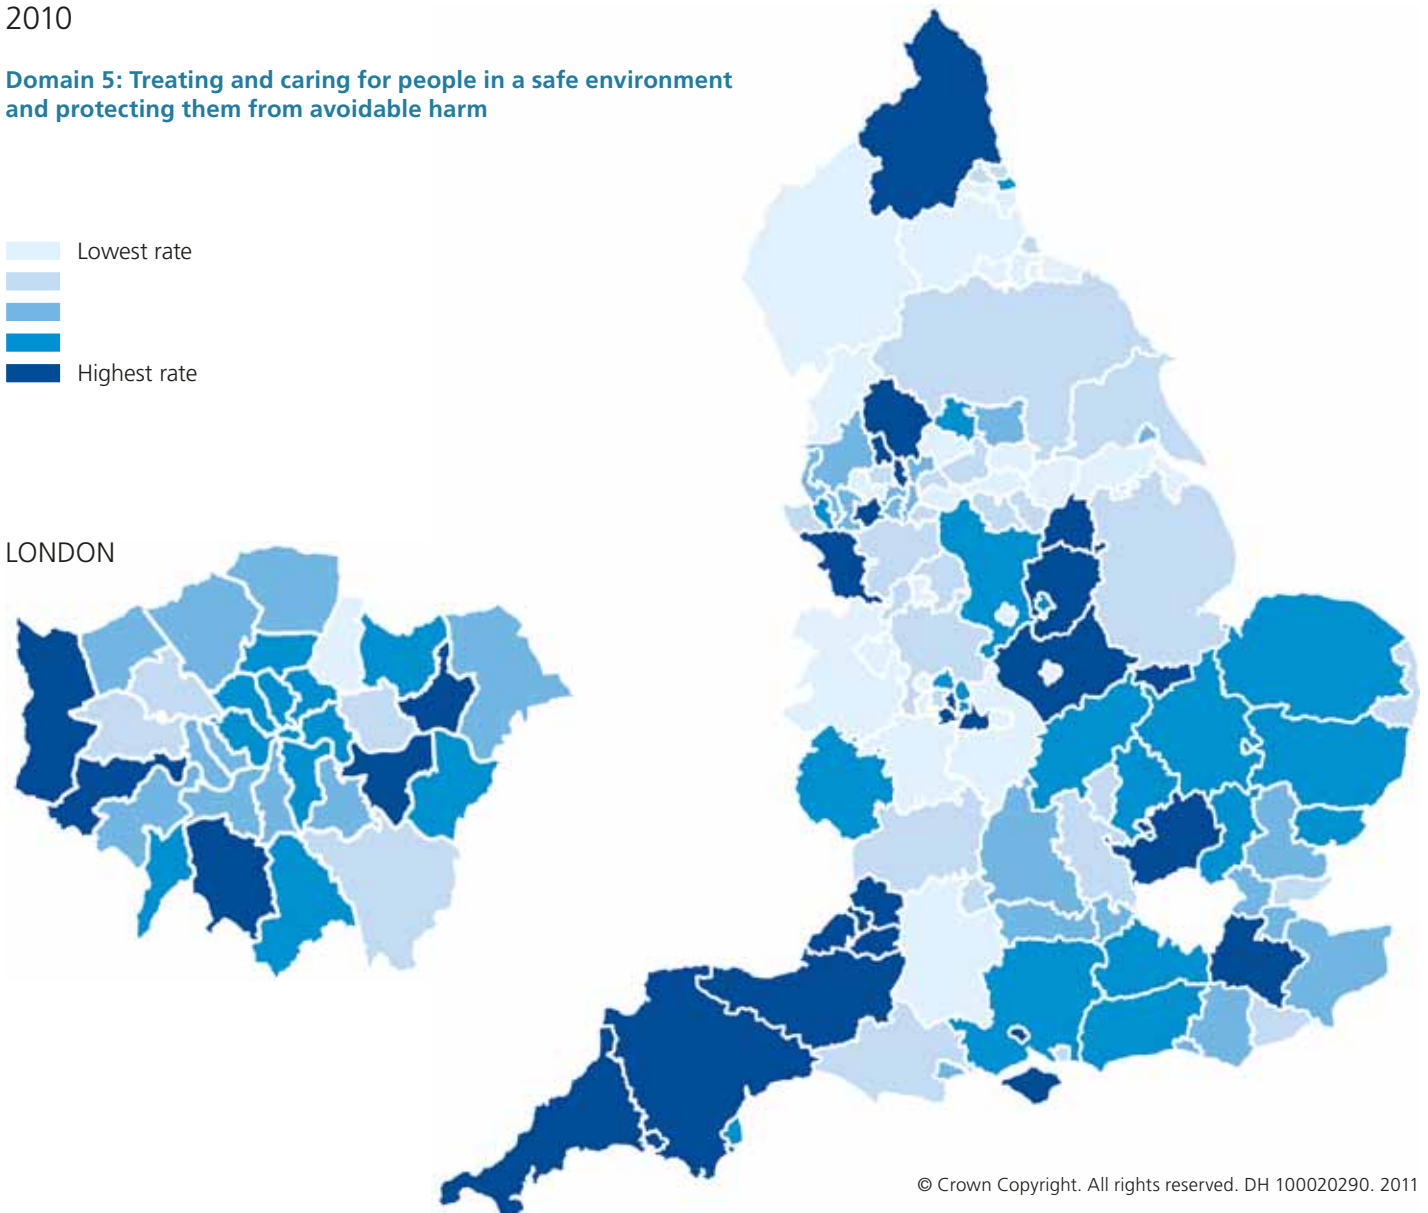 2010
Domain 5: Treating and caring for people in a safe environment
and protecting them from avoidable harm
Lowest rate
Highest rate
LONDON
© Crown Copyright. All rights reserved. DH 100020290. 2011